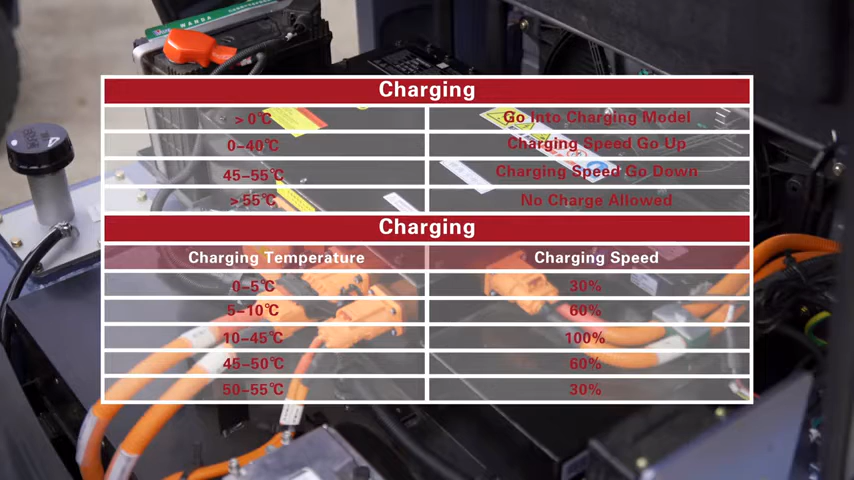 WANDA
Charging
> 0℃ Go into Charging Model
0~40℃ Charging Speed Go Up
45~55℃ Charging Speed Go Down
>55℃ No Charge Allowed
Charging
Charging Temperature Charging Speed
0~5℃ 30%
5~10℃ 60%
10~45℃ 100%
45~50℃ 60%
50~55℃ 30%